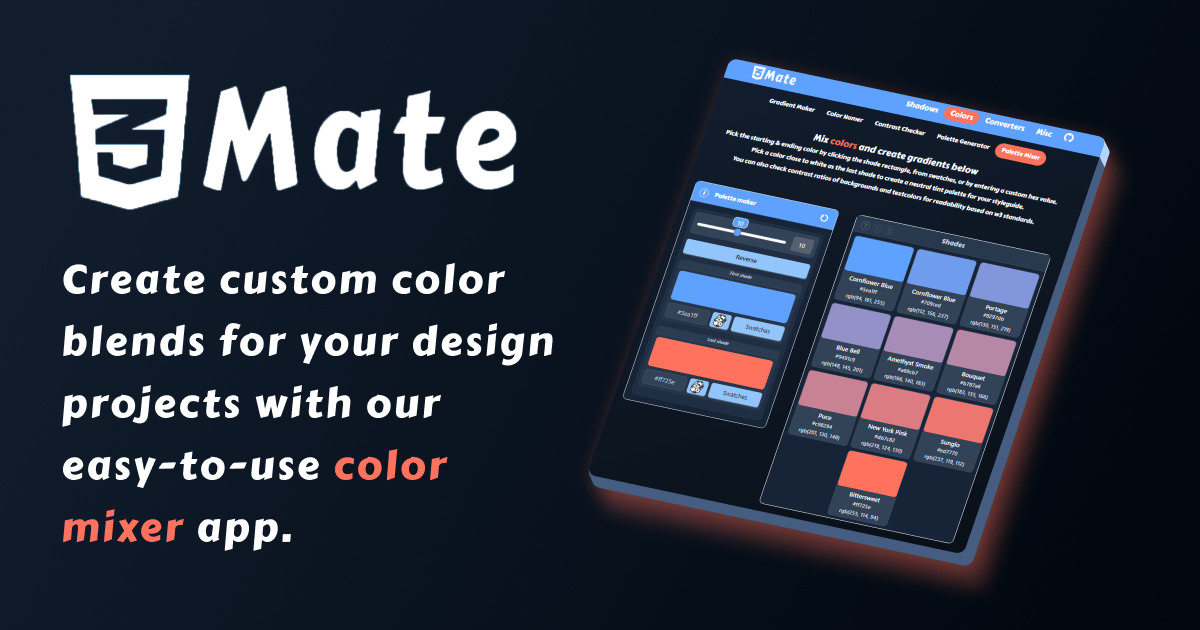 3 Mate
Create custom color
blends for your design
projects with our
easy-to-use color
mixer app.
3 Mate
Shadows Colors Converters Misc
Gradient Maker Color Namer Contrast Checker Palette Generator Palette Mixer
Mix colors and create gradients below
Pick the starting & ending color by clicking the shade rectangle, from swatches, or by entering a custom hex value.
Pick a color close to white as the last shade to create a neutral tint palette for your styleguide.
You can also check contrast ratios of backgrounds and textcolors for readability based on w3 standards.
Palette maker
10
10
Reverse
First shade
#5ea1ff
Swatches
Last shade
#ff725e
Swatches
Shades
Cornflower Blue
#5ea1ff
rgb(94, 161, 255)
Cornflower Blue
#709ced
rgb(112, 156, 237)
Portage
#8297db
rgb(130, 151, 219)
Blue Bell
#9491c9
rgb(148, 145, 201)
Amethyst Smoke
#a68cb7
rgb(166, 140, 183)
Bouquet
#b787a6
rgb(183, 135, 166)
Puce
#c98294
rgb(201, 130, 148)
New York Pink
#db7c82
rgb(219, 124, 130)
Sunglo
#ed7770
rgb(237, 119, 112)
Bittersweet
#ff725e
rgb(255, 114, 94)